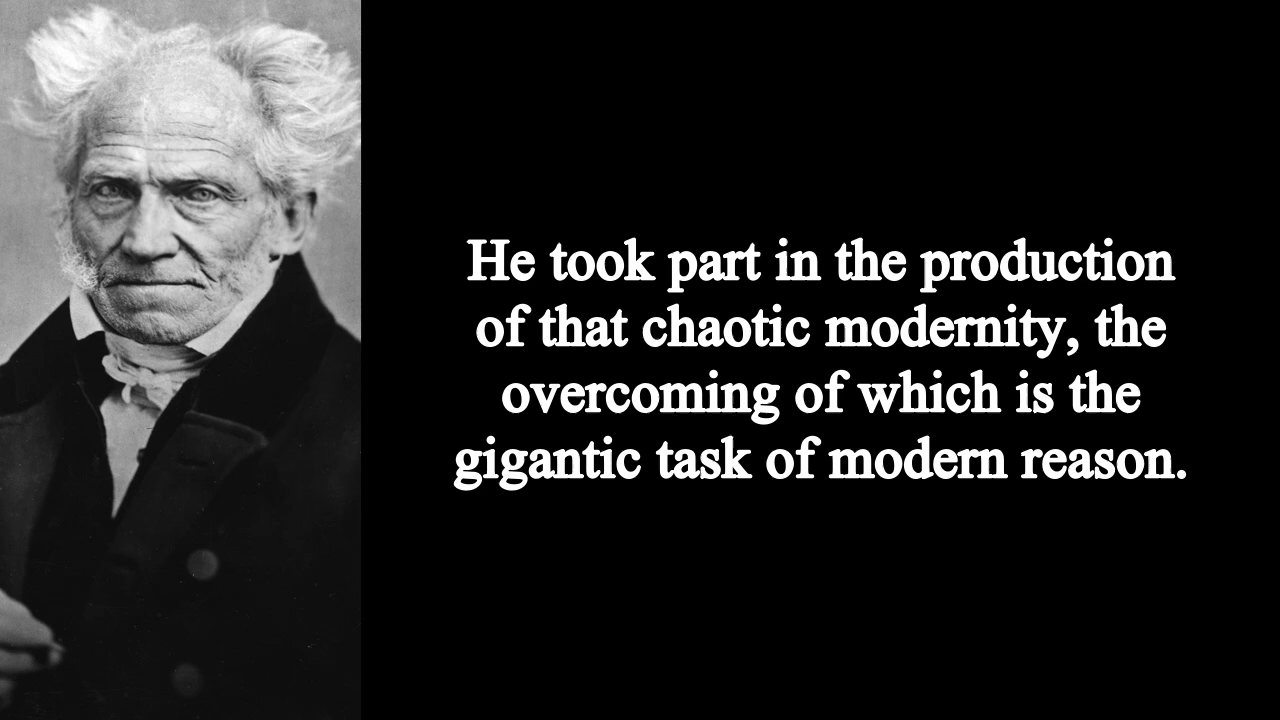 He took part in the production
of that chaotic modernity, the
overcoming of which is the
gigantic task of modern reason.